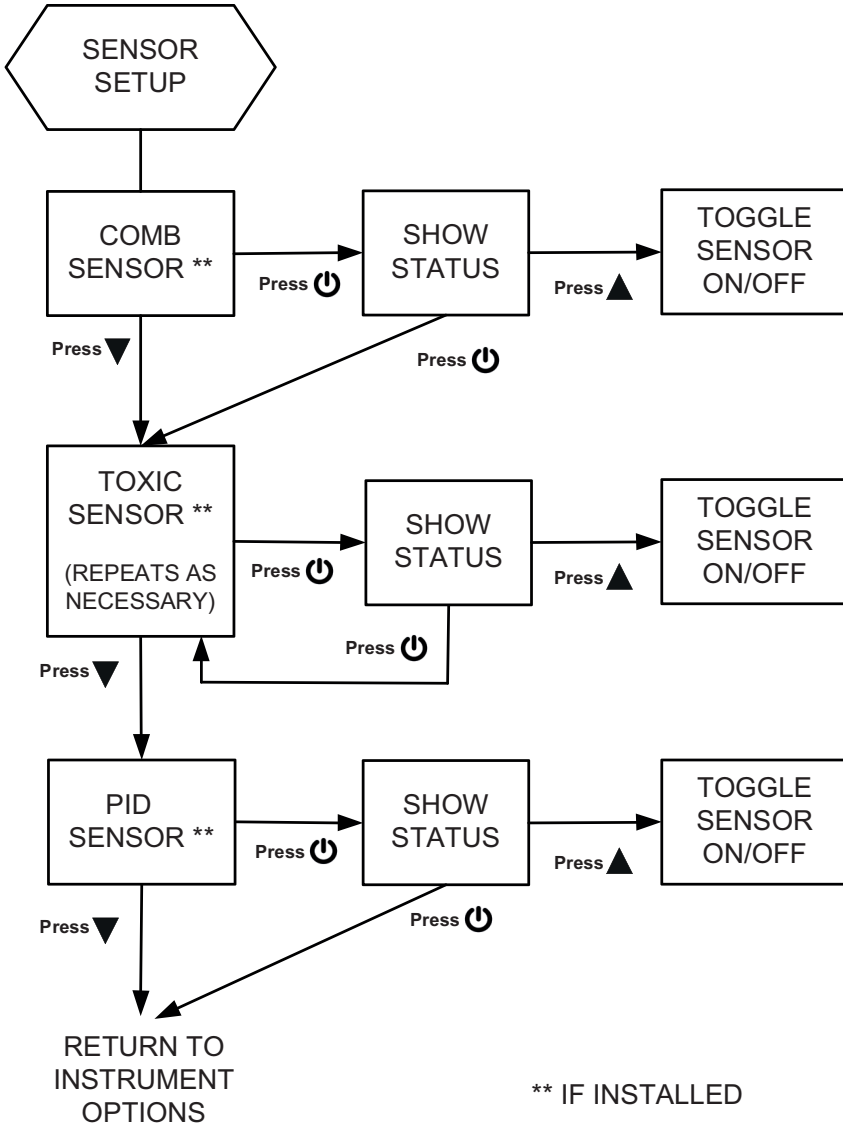 SENSOR
SETUP
COMB
SENSOR **
Press
SHOW
STATUS
Press
TOGGLE
SENSOR
ON/OFF
Press
Press
TOXIC
SENSOR **
(REPEATS AS
NECESSARY)
Press
SHOW
STATUS
Press
TOGGLE
SENSOR
ON/OFF
Press
Press
PID
SENSOR **
Press
SHOW
STATUS
Press
TOGGLE
SENSOR
ON/OFF
Press
Press
RETURN TO
INSTRUMENT
OPTIONS
** IF INSTALLED